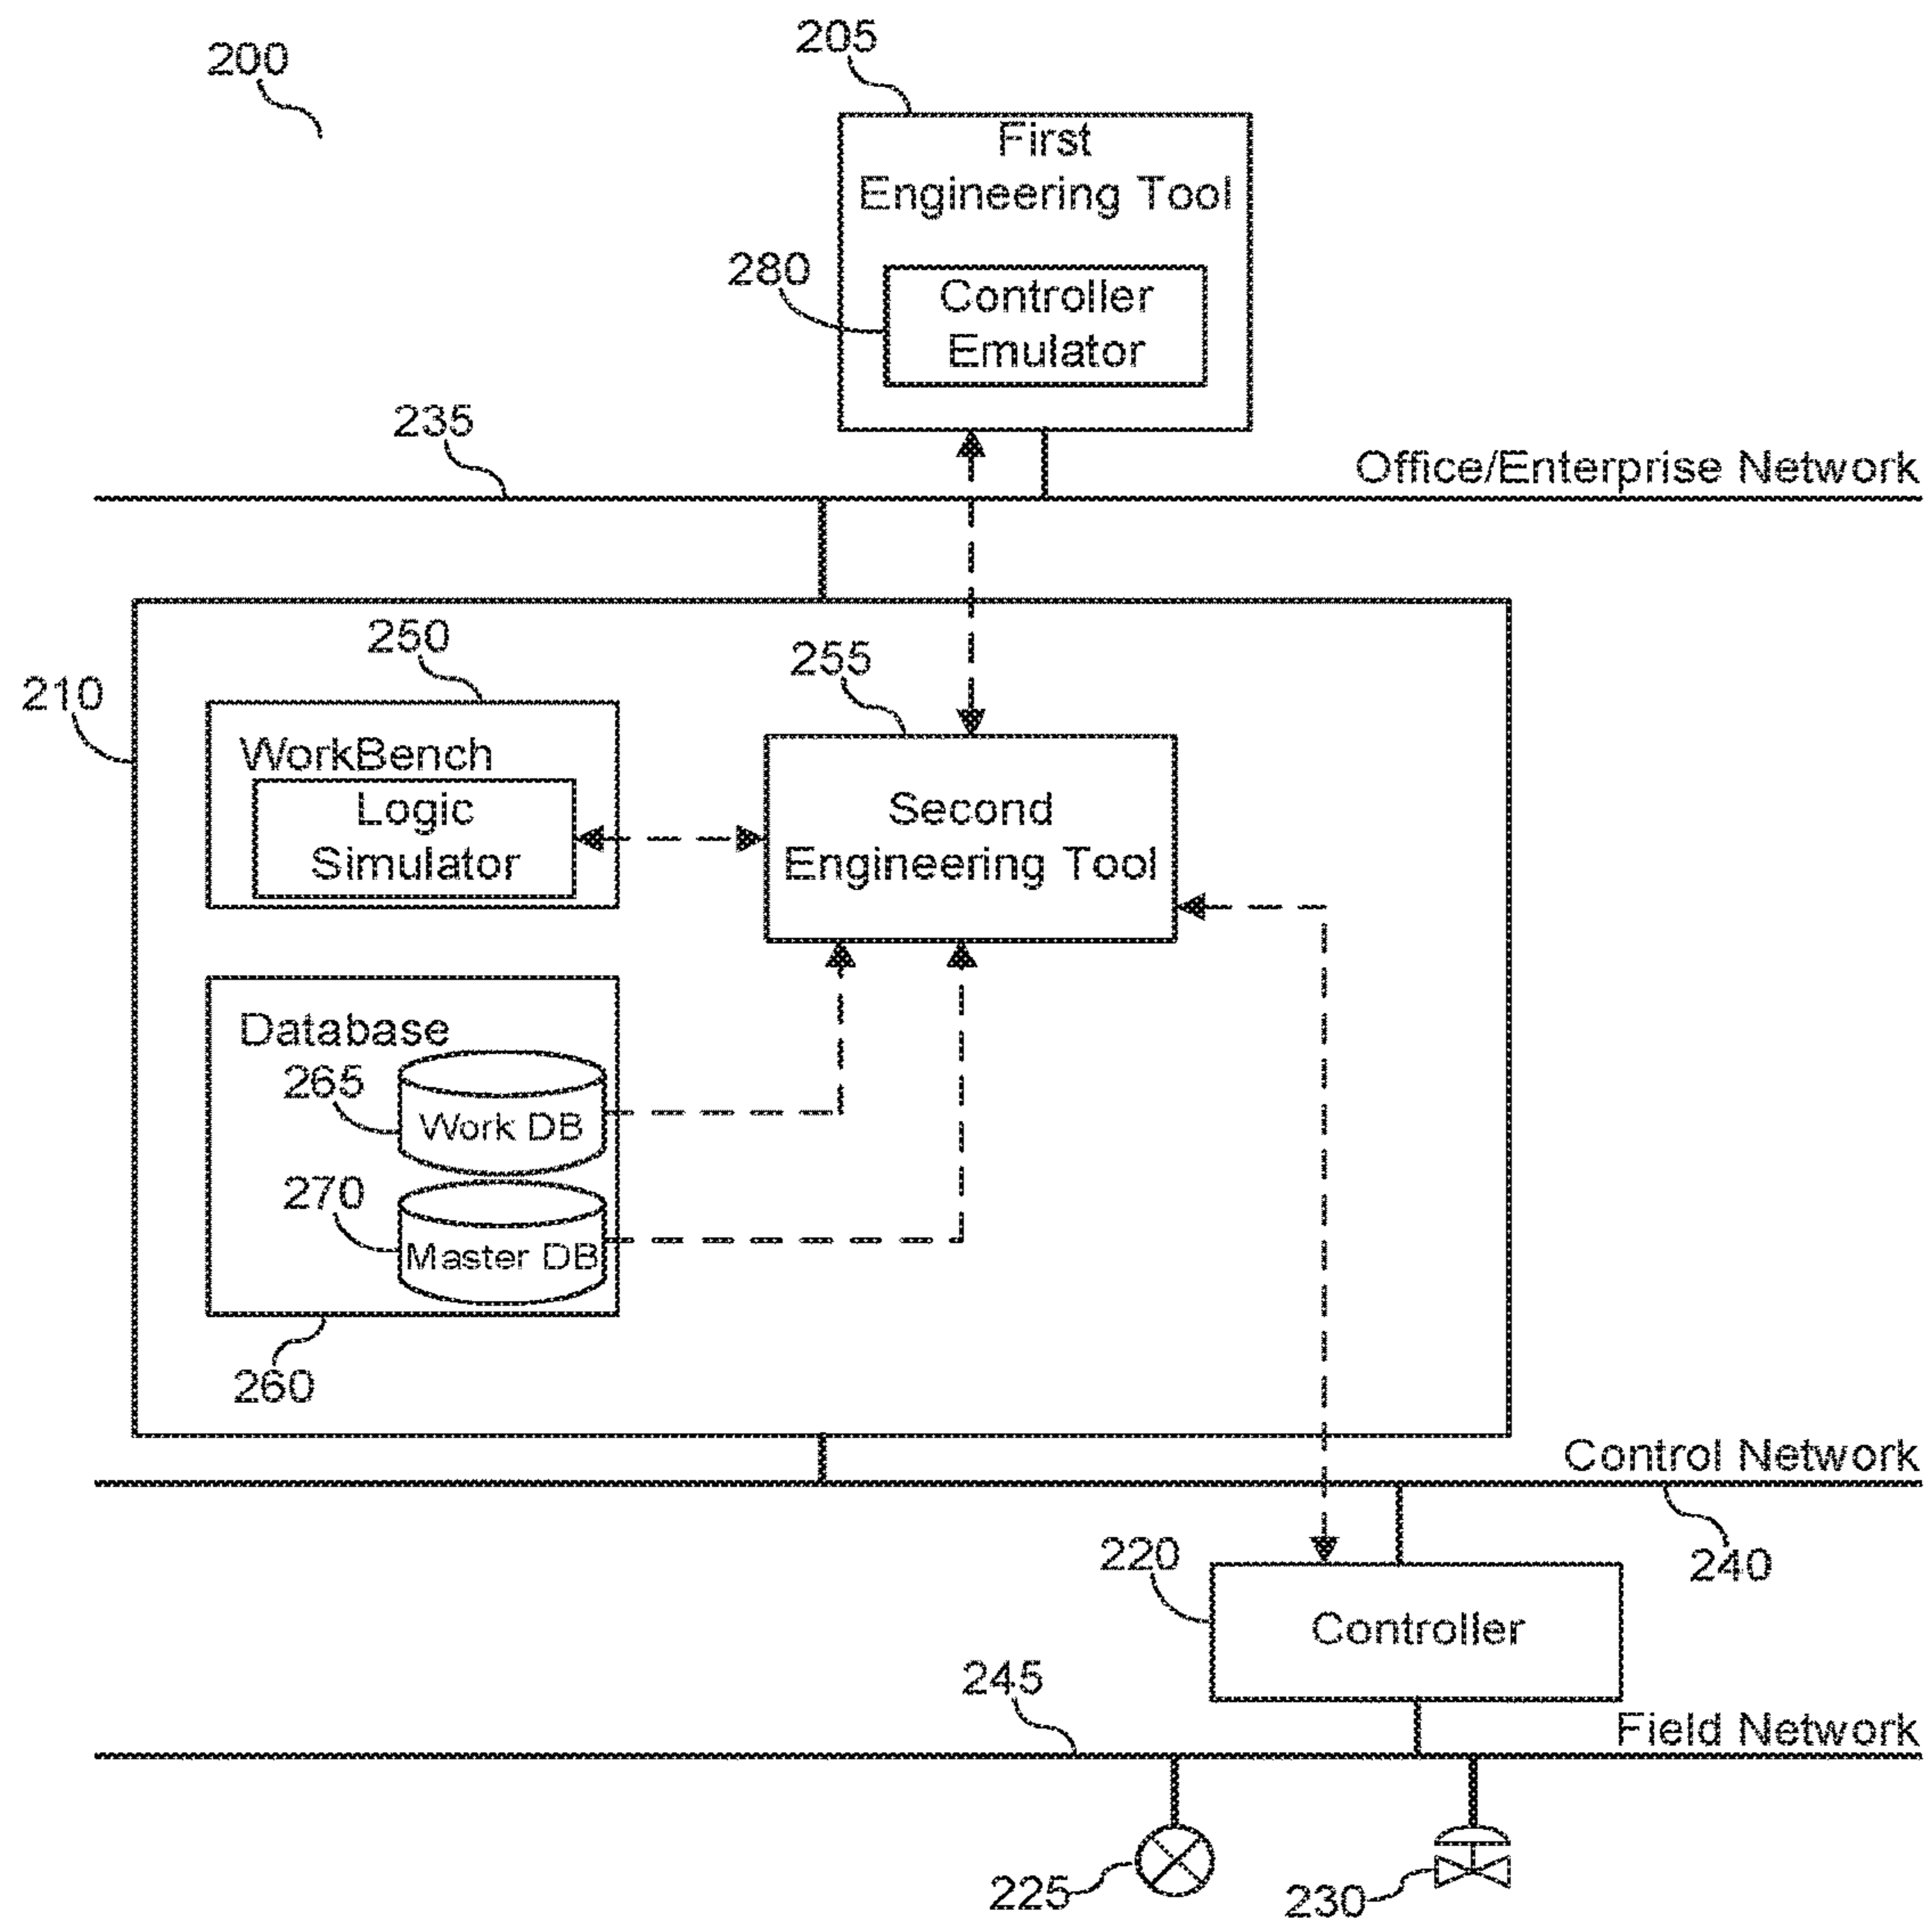 200
205
First
Engineering Tool
280
Controller
Emulator
235
Office/Enterprise Network
210
250
255
WorkBench
Logic
Simulator
Second
Engineering Tool
Database
265
Work DB
270
Master DB
260
Control Network
240
220
Controller
245
Field Network
225
230